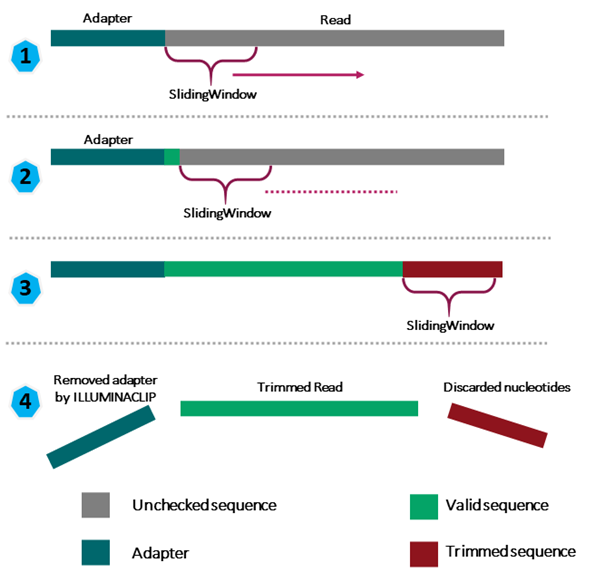 Adapter Read
1
SlidingWindow
Adapter
2
SlidingWindow
3
SlidingWindow
4
Removed adapter
by ILLUMINACLIP
Trimmed Read
Discarded nucleotides
Unchecked sequence
Valid sequence
Adapter
Trimmed sequence